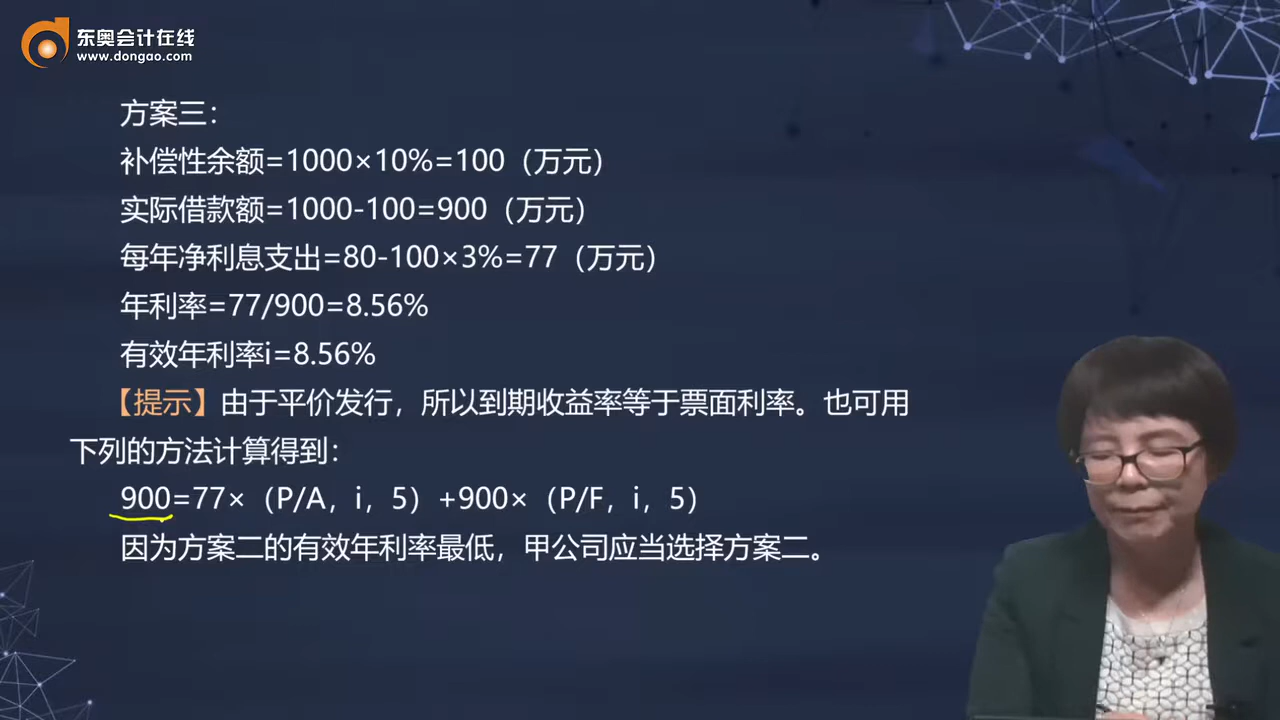 东奥会计在线
www.dongao.com
方案三：
补偿性余额=1000×10%=100（万元）
实际借款额=1000-100=900（万元）
每年净利息支出=80-100×3%=77（万元）
年利率=77/900=8.56%
有效年利率i=8.56%
【提示】由于平价发行，所以到期收益率等于票面利率。也可用
下列的方法计算得到：
900=77×（P/A，i，5）+900×（P/F，i，5）
因为方案二的有效年利率最低，甲公司应当选择方案二。